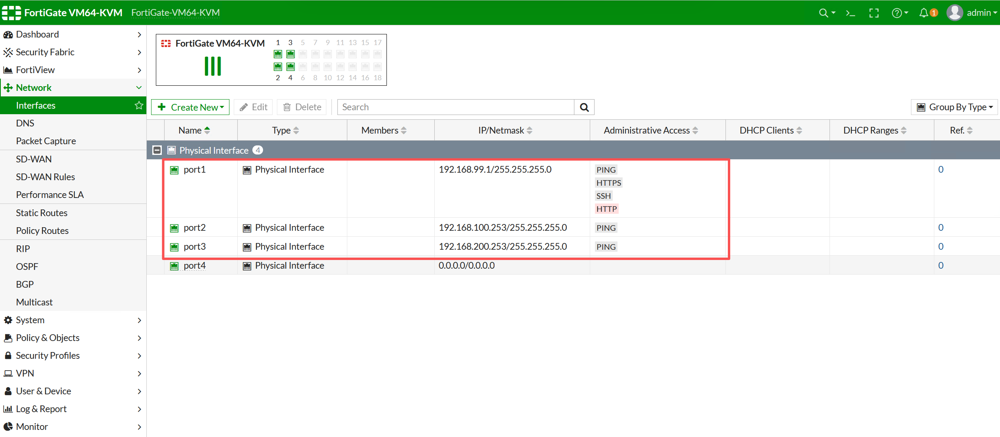 FortiGate VM64-KVM FortiGate-VM64-KVM 1 admin
Dashboard
Security Fabric
FortiView
Network
Interfaces
DNS
Packet Capture
SD-WAN
SD-WAN Rules
Performance SLA
Static Routes
Policy Routes
RIP
OSPF
BGP
Multicast
System
Policy & Objects
Security Profiles
VPN
User & Device
Log & Report
Monitor
FortiGate VM64-KVM
1 3 5 7 9 11 13 15 17
2 4 6 8 10 12 14 16 18
Create New Edit Delete Search Group By Type
Name Type Members IP/Netmask Administrative Access DHCP Clients DHCP Ranges Ref.
Physical Interface 4
port1 Physical Interface 192.168.99.1/255.255.255.0 PING 0
HTTPS
SSH
HTTP
port2 Physical Interface 192.168.100.253/255.255.255.0 PING 0
port3 Physical Interface 192.168.200.253/255.255.255.0 PING 0
port4 Physical Interface 0.0.0.0/0.0.0.0 0